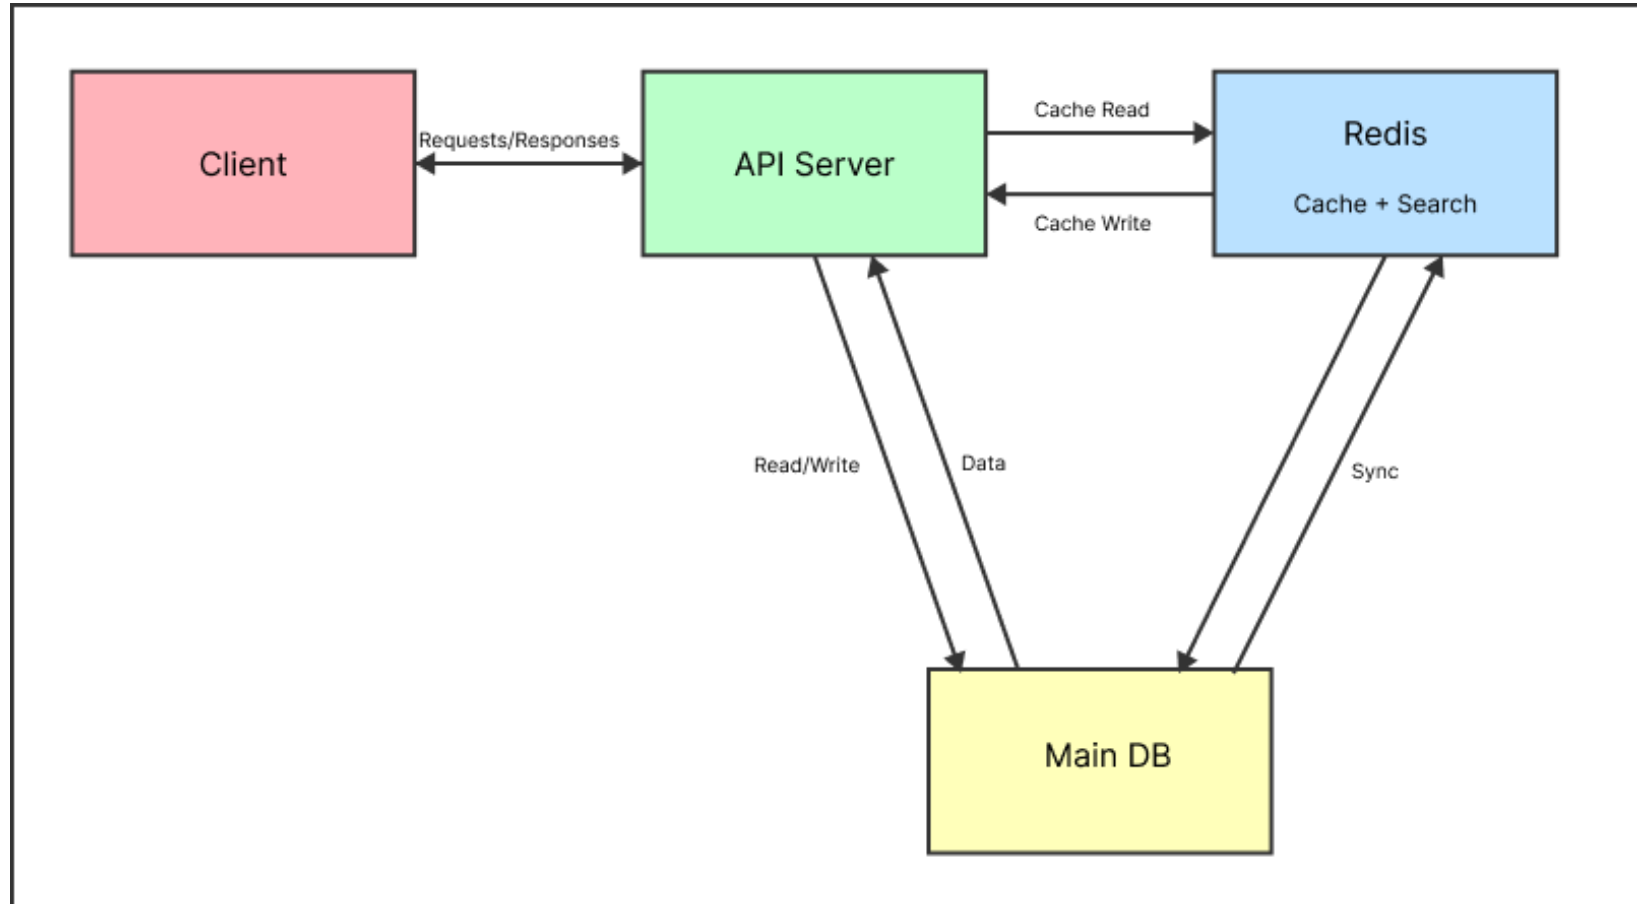 Client
Requests/Responses
API Server
Cache Read
Cache Write
Redis
Cache + Search
Read/Write
Data
Sync
Main DB